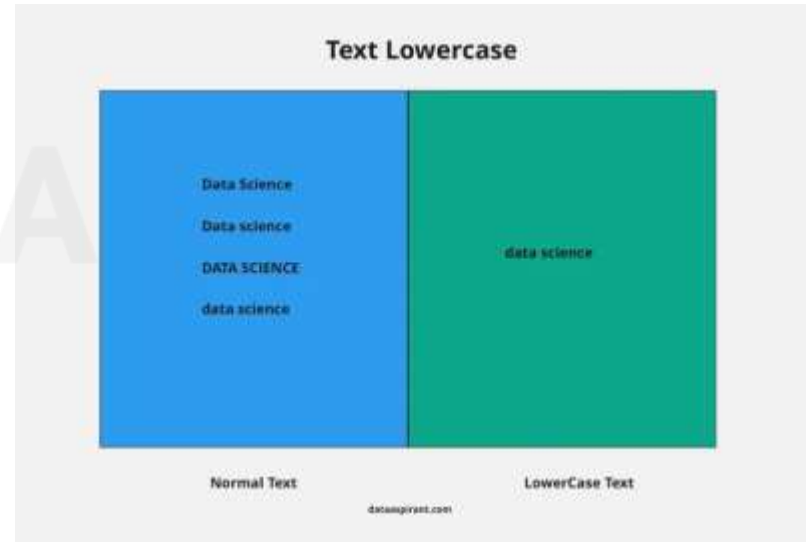 Text Lowercase
Data Science
Data science
DATA SCIENCE
data science
data science
Normal Text
LowerCase Text
dataaspirant.com